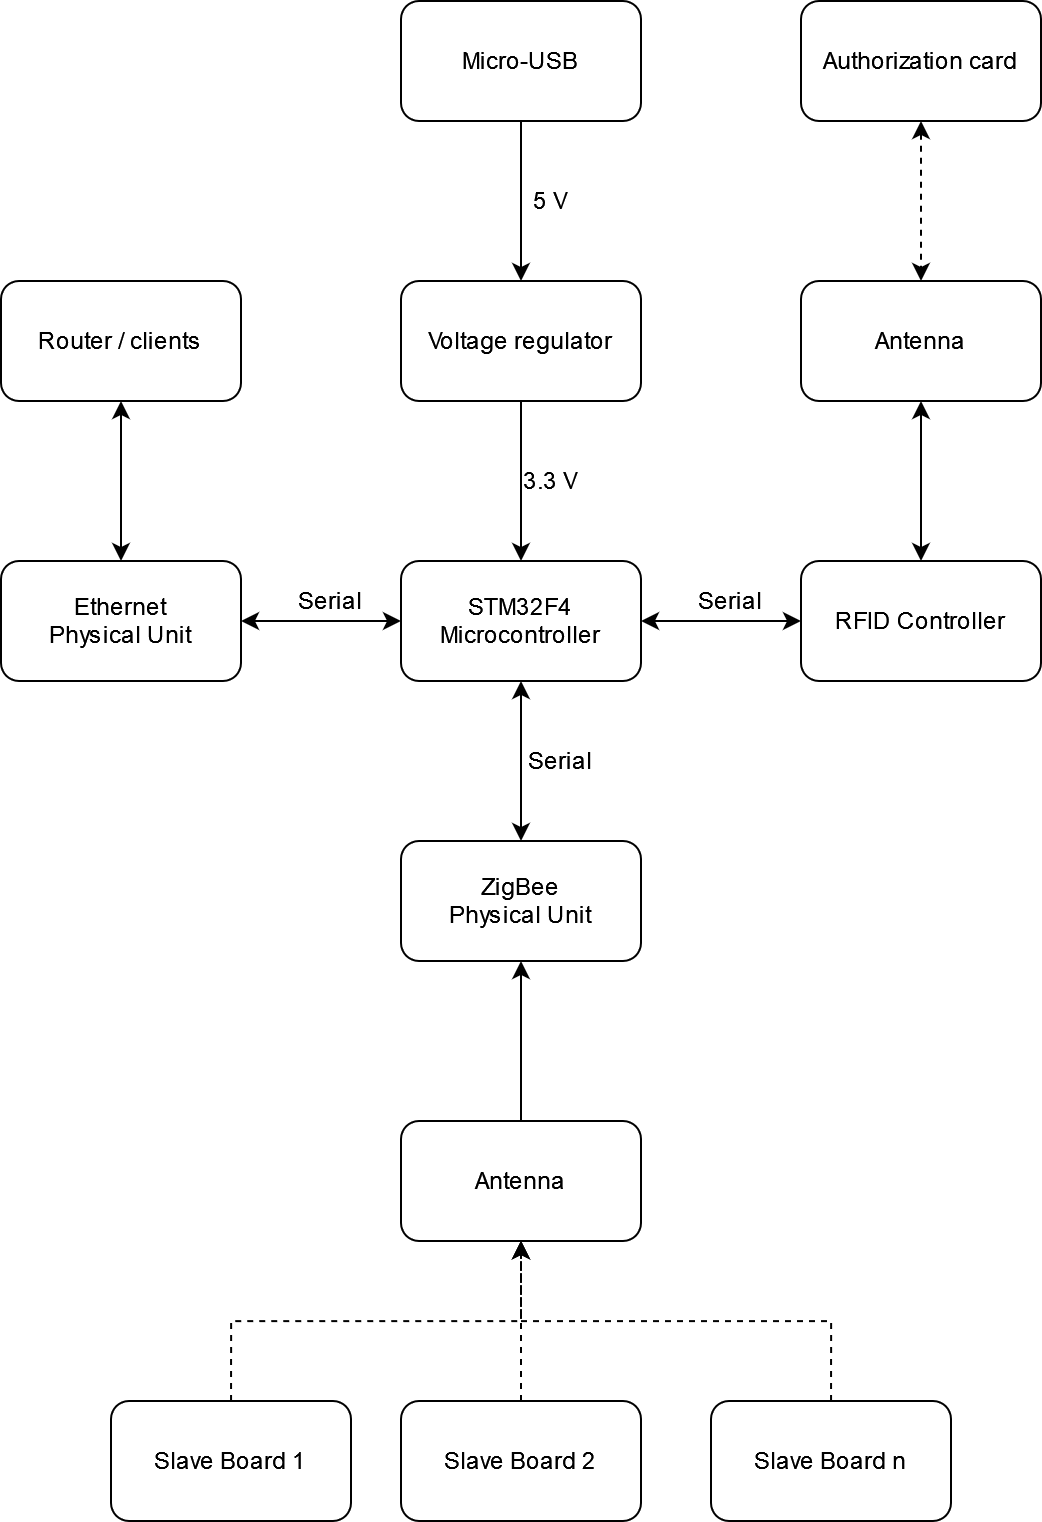 Micro-USB
Authorization card
5 V
Router / clients
Voltage regulator
Antenna
3.3 V
Ethernet
Physical Unit
Serial
STM32F4
Microcontroller
Serial
RFID Controller
Serial
ZigBee
Physical Unit
Antenna
Slave Board 1
Slave Board 2
Slave Board n